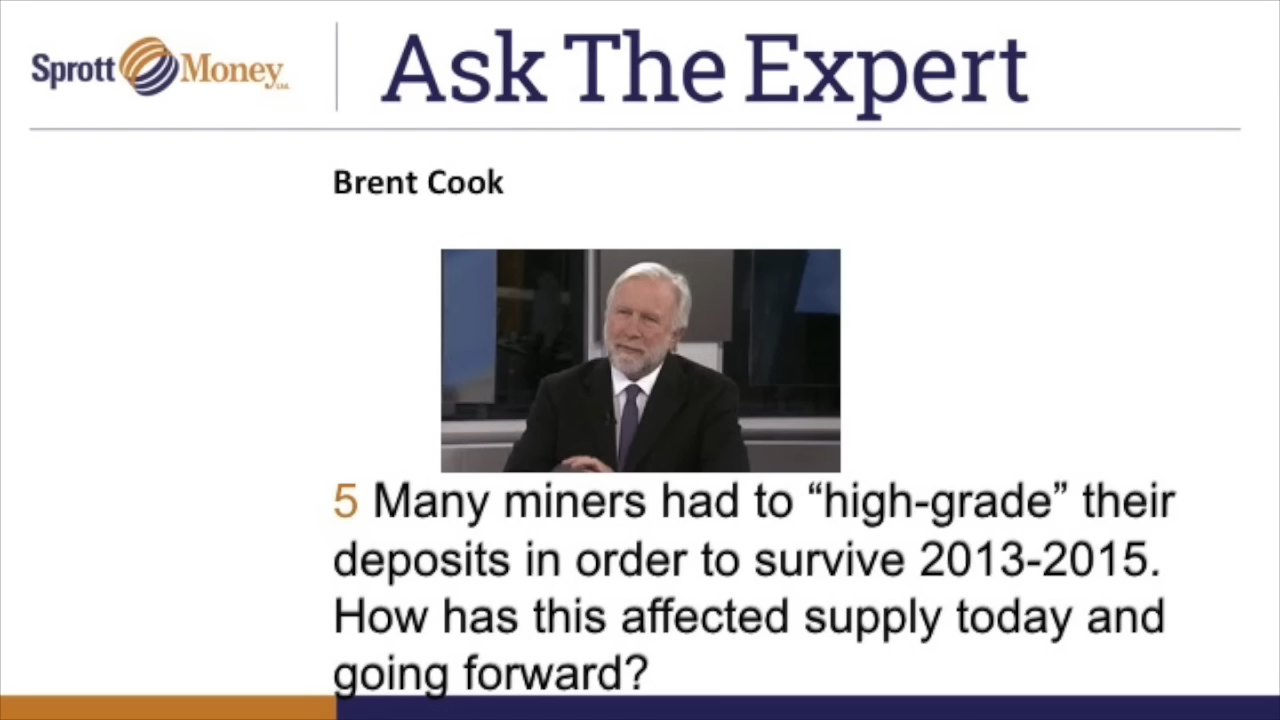 Sprott Money Ltd.
Ask The Expert
Brent Cook
5 Many miners had to “high-grade” their
deposits in order to survive 2013-2015.
How has this affected supply today and
going forward?